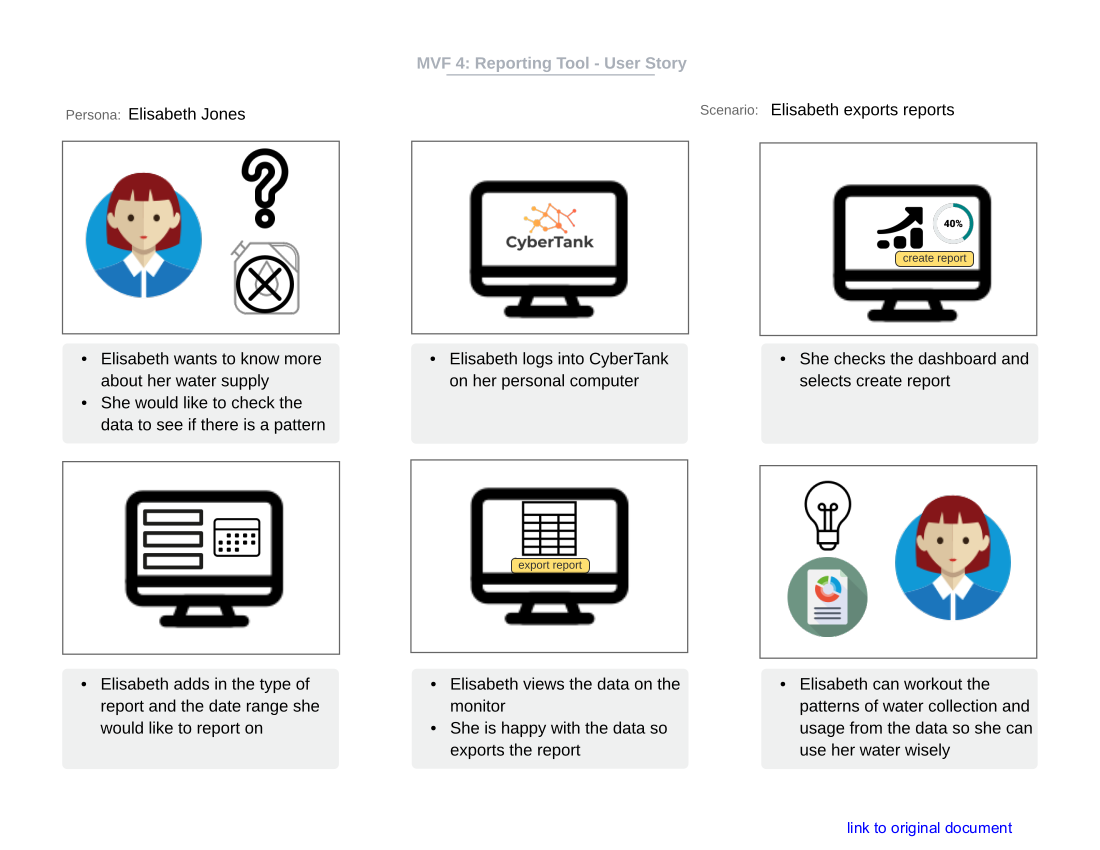 MVF 4: Reporting Tool - User Story
Persona: Elisabeth Jones
Scenario: Elisabeth exports reports
CyberTank
40%
create report
• Elisabeth wants to know more
about her water supply
• She would like to check the
data to see if there is a pattern
• Elisabeth logs into CyberTank
on her personal computer
• She checks the dashboard and
selects create report
export report
• Elisabeth adds in the type of
report and the date range she
would like to report on
• Elisabeth views the data on the
monitor
• She is happy with the data so
exports the report
• Elisabeth can workout the
patterns of water collection and
usage from the data so she can
use her water wisely
link to original document